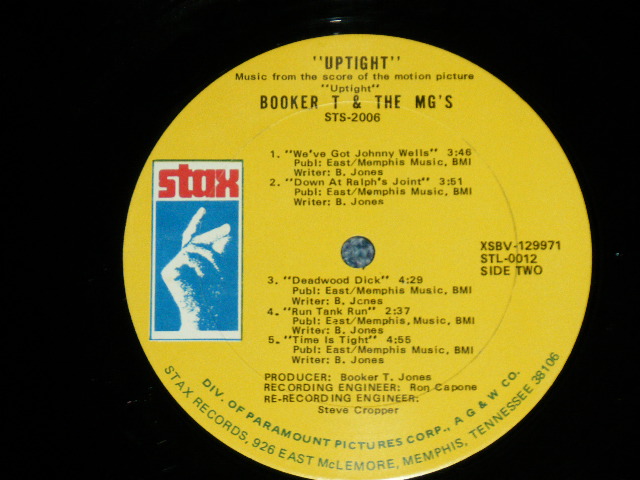 "UPTIGHT"
Music from the score of the motion picture
"Uptight"
BOOKER T & THE MG'S
STS-2006
1. "We've Got Johnny Wells" 3:46
Publ: East/Memphis Music, BMI
Writer: B. Jones
2. "Down At Ralph's Joint" 3:51
Publ: East/Memphis Music, BMI
Writer: B. Jones
stax
XSBV-129971
STL-0012
SIDE TWO
3. "Deadwood Dick" 4:29
Publ: East/Memphis Music, BMI
Writer: B. Jones
4. "Run Tank Run" 2:37
Publ: East/Memphis, Music, BMI
Writer: B. Jones
5. "Time Is Tight" 4:55
Publ: East/Memphis Music, BMI
Writer: B. Jones
PRODUCER: Booker T. Jones
RECORDING ENGINEER: Ron Capone
RE-RECORDING ENGINEER:
Steve Cropper
DIV. OF PARAMOUNT PICTURES CORP., A G & W CO.
STAX RECORDS, 926 EAST McLEMORE, MEMPHIS, TENNESSEE 38106